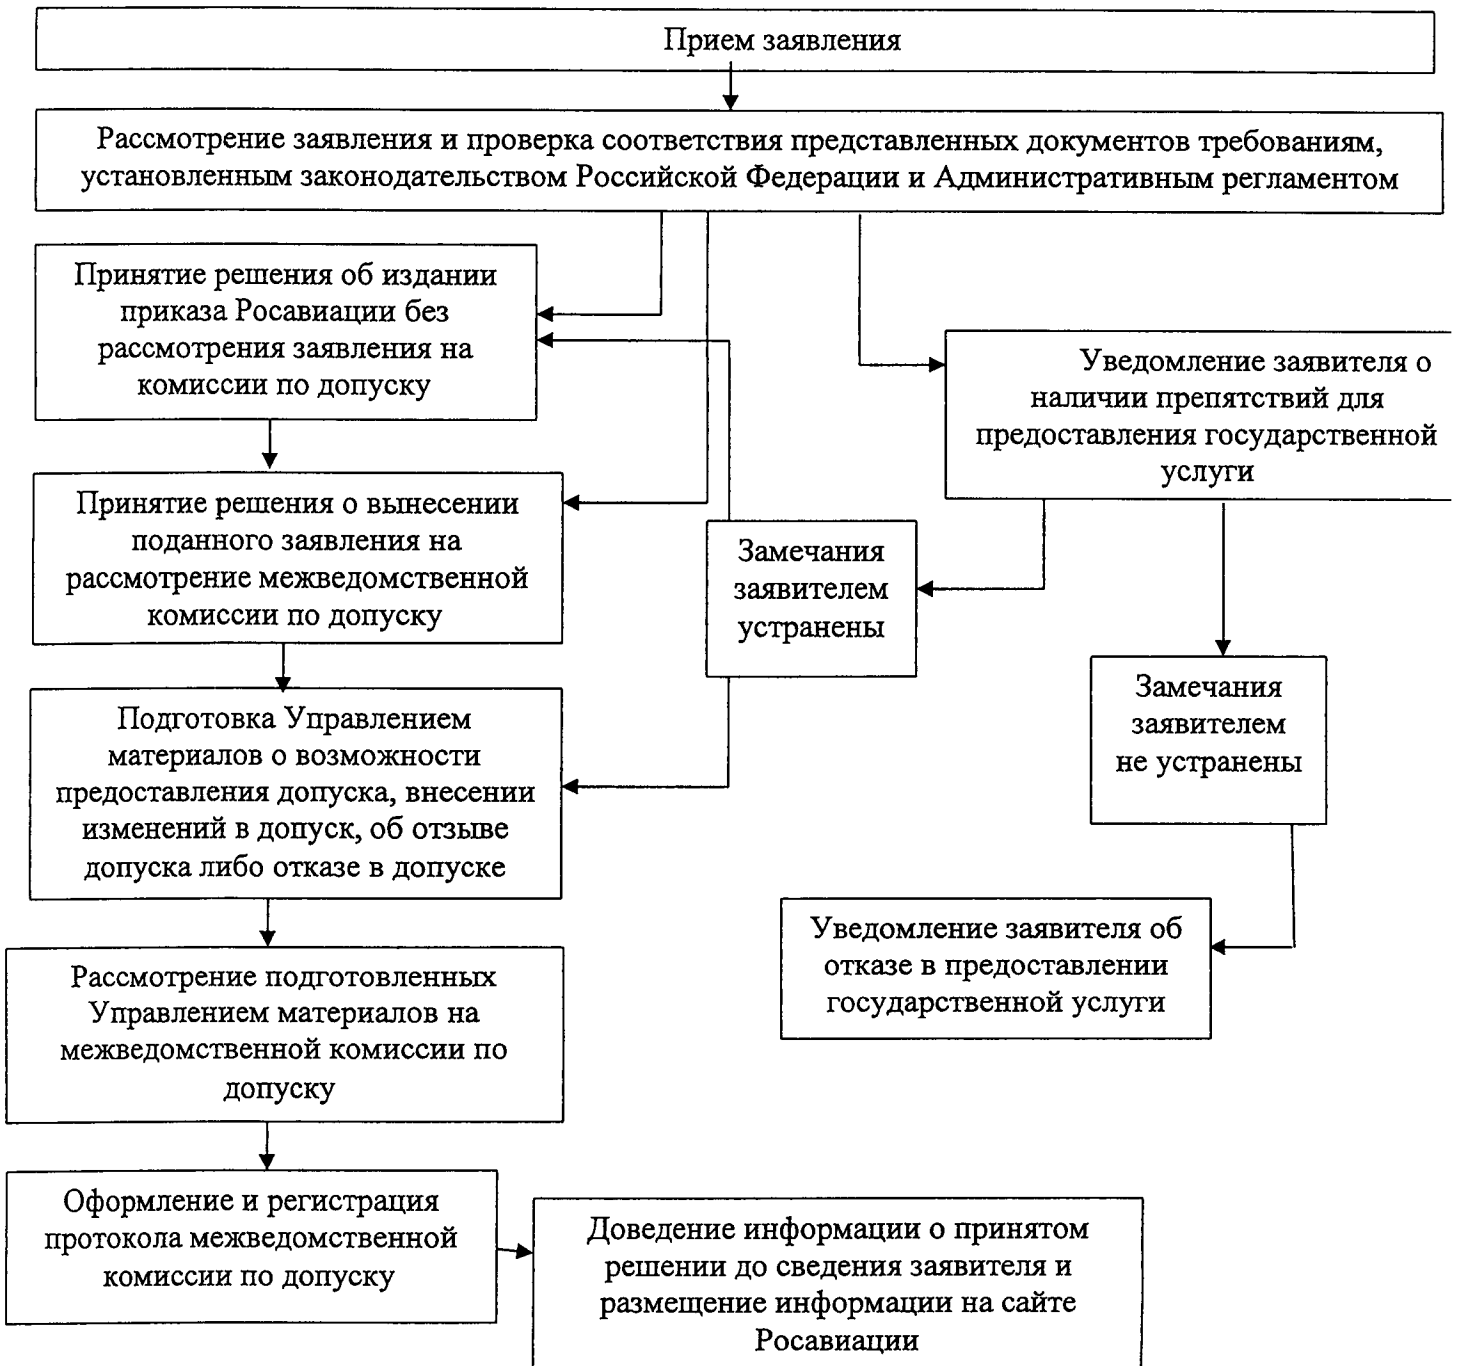 Прием заявления
Рассмотрение заявления и проверка соответствия представленных документов требованиям,
установленным законодательством Российской Федерации и Административным регламентом
Принятие решения об издании
приказа Росавиации без
рассмотрения заявления на
комиссии по допуску
Уведомление заявителя о
наличии препятствий для
предоставления государственной
услуги
Принятие решения о вынесении
поданного заявления на
рассмотрение межведомственной
комиссии по допуску
Замечания
заявителем
устранены
Замечания
заявителем
не устранены
Подготовка Управлением
материалов о возможности
предоставления допуска, внесении
изменений в допуск, об отзыве
допуска либо отказе в допуске
Уведомление заявителя об
отказе в предоставлении
государственной услуги
Рассмотрение подготовленных
Управлением материалов на
межведомственной комиссии по
допуску
Оформление и регистрация
протокола межведомственной
комиссии по допуску
Доведение информации о принятом
решении до сведения заявителя и
размещение информации на сайте
Росавиации